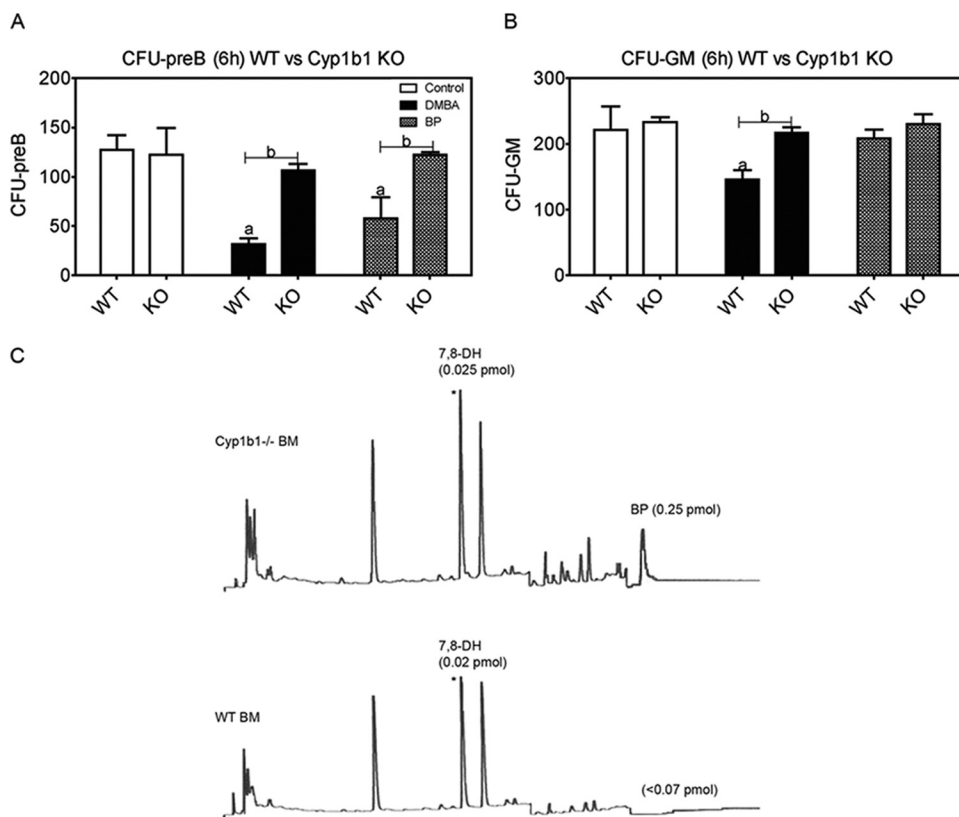 A
CFU-preB (6h) WT vs Cyp1b1 KO
CFU-preB
200
150
100
50
0
Control
DMBA
BP
b
b
a
a
WT
KO
WT
KO
WT
KO
B
CFU-GM (6h) WT vs Cyp1b1 KO
CFU-GM
300
200
100
0
b
a
WT
KO
WT
KO
WT
KO
C
7,8-DH
(0.025 pmol)
*
Cyp1b1-/- BM
BP (0.25 pmol)
7,8-DH
(0.02 pmol)
*
WT BM
(<0.07 pmol)